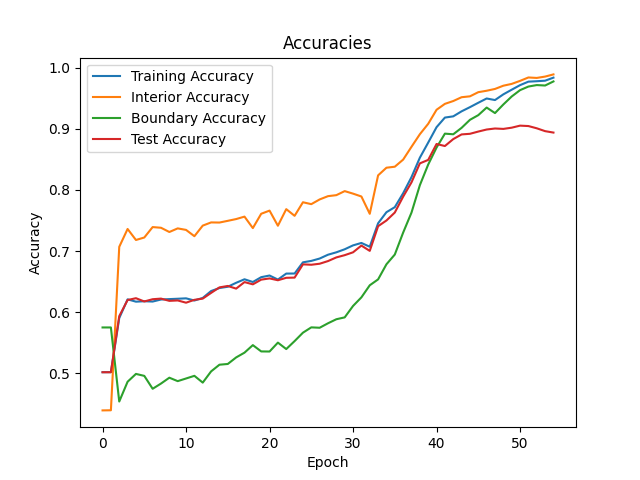 Accuracies
Training Accuracy
Interior Accuracy
Boundary Accuracy
Test Accuracy
1.0
0.9
0.8
0.7
0.6
0.5
Accuracy
0 10 20 30 40 50
Epoch